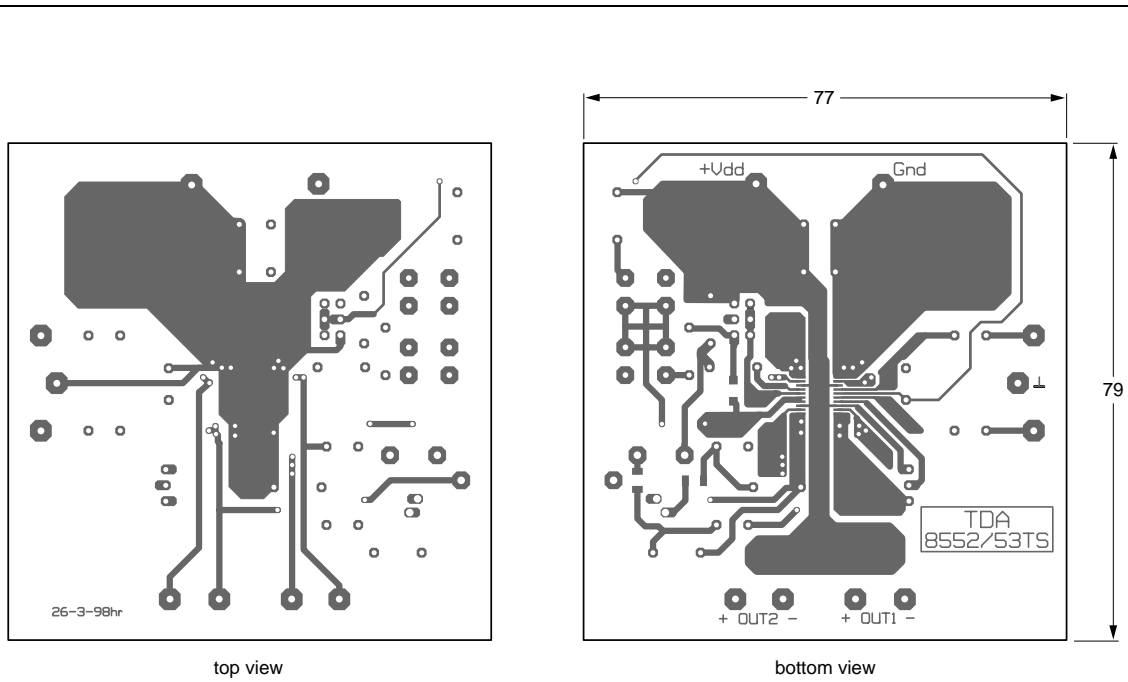 77
+Vdd
Gnd
79
⊥
TDA
8552/53TS
26-3-98hr
+ OUT2 -
+ OUT1 -
top view
bottom view